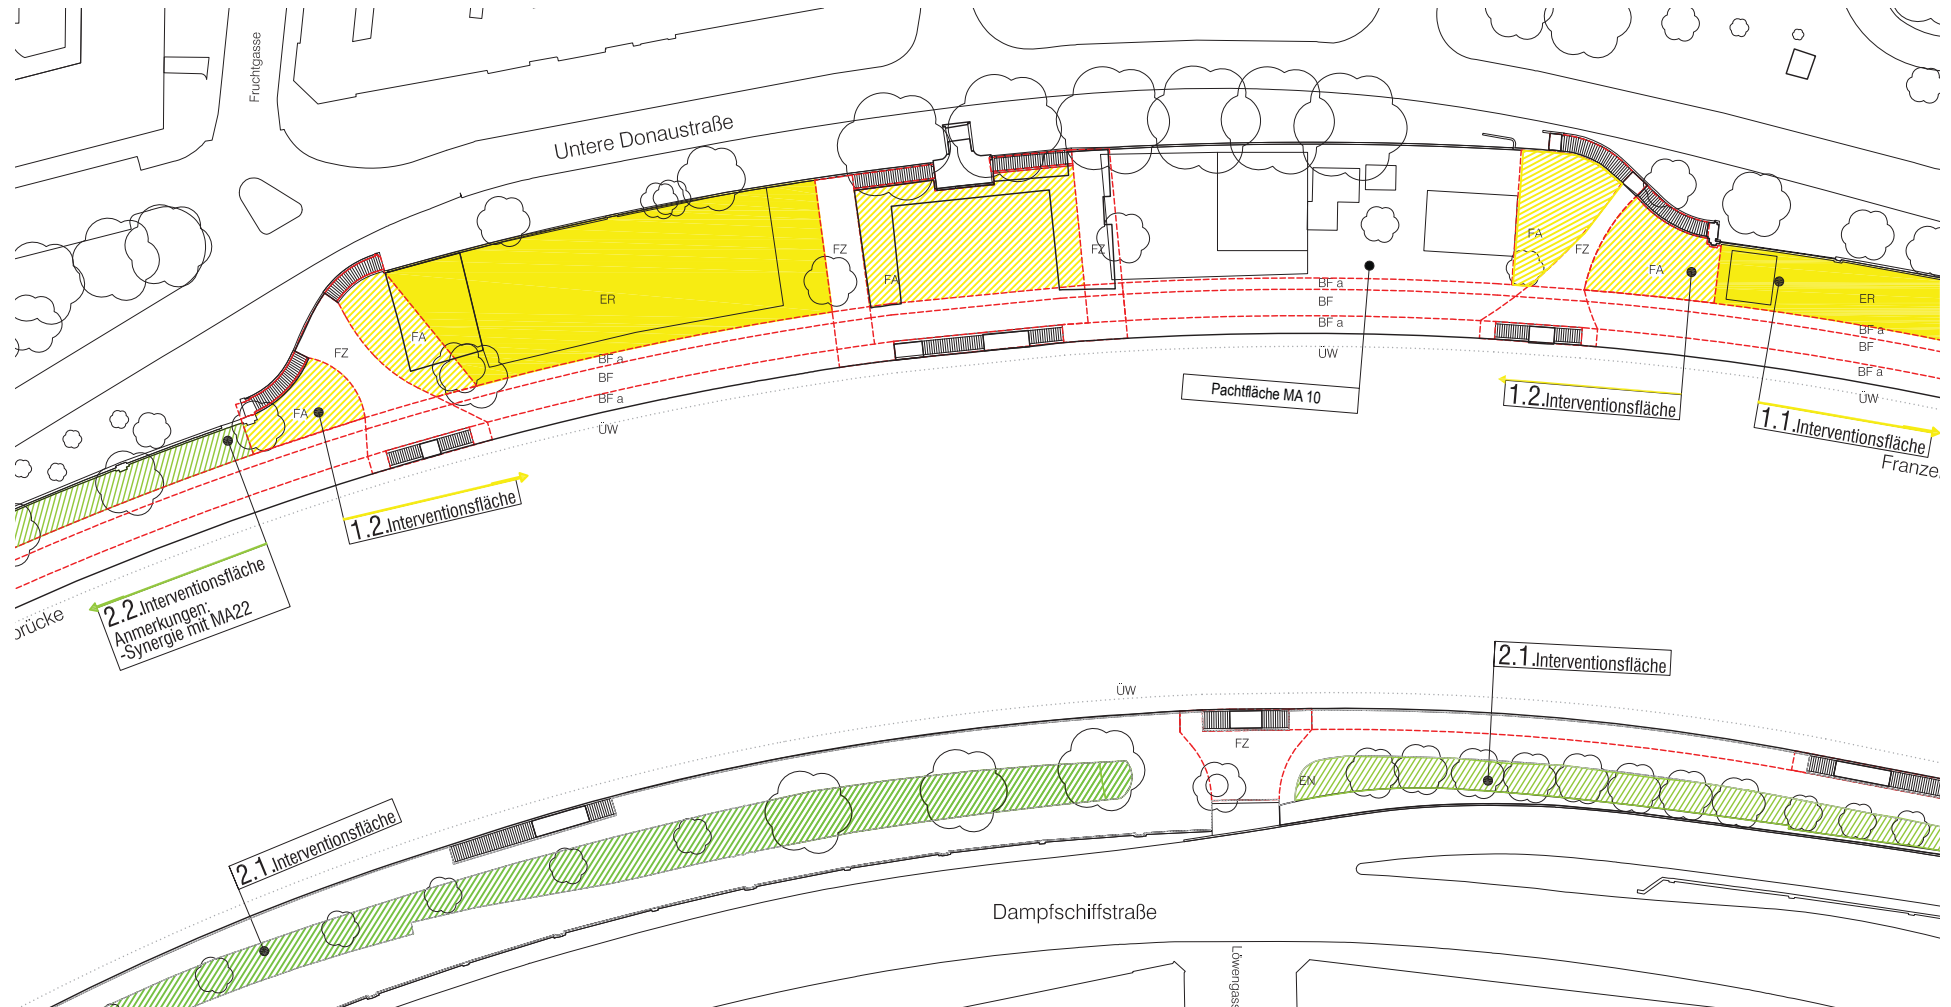 Fruchtgasse
Untere Donaustraße
FZ
FA
FZ
FA
FZ
FA
ER
ER
FA
FZ
FA
BF a
BF
BF a
ÜW
BF a
BF
BF a
ÜW
BF a
BF
BF a
ÜW
Pachtfläche MA 10
1.2.Interventionsfläche
1.1.Interventionsfläche
Franze
FA
1.2.Interventionsfläche
2.2.Interventionsfläche
Anmerkungen:
-Synergie mit MA22
brücke
2.1.Interventionsfläche
ÜW
FZ
EN
2.1.Interventionsfläche
Dampfschiffstraße
Löwengass